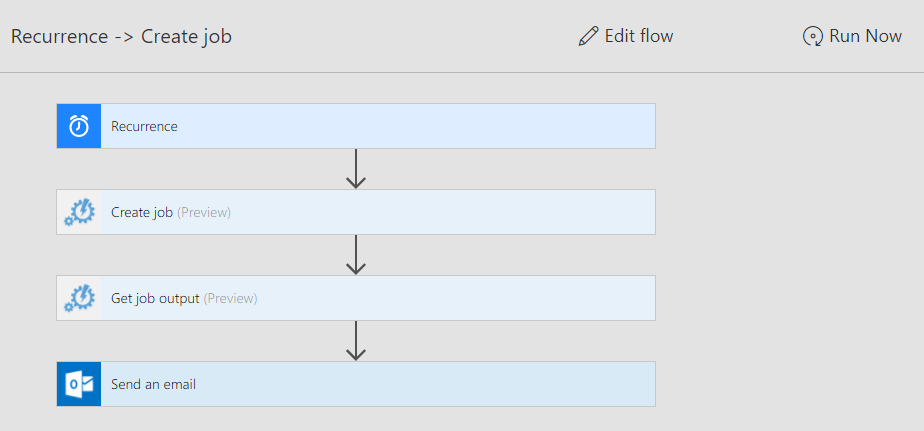 Recurrence -> Create job
Edit flow
Run Now
Recurrence
Create job (Preview)
Get job output (Preview)
Send an email